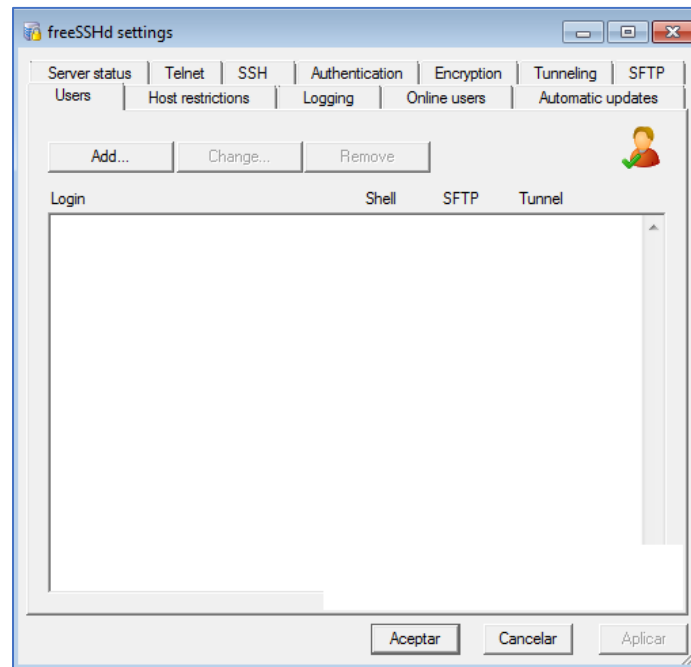 freeSSHd settings
Server status Telnet SSH Authentication Encryption Tunneling SFTP
Users Host restrictions Logging Online users Automatic updates
Add... Change... Remove
Login Shell SFTP Tunnel
Aceptar Cancelar Aplicar